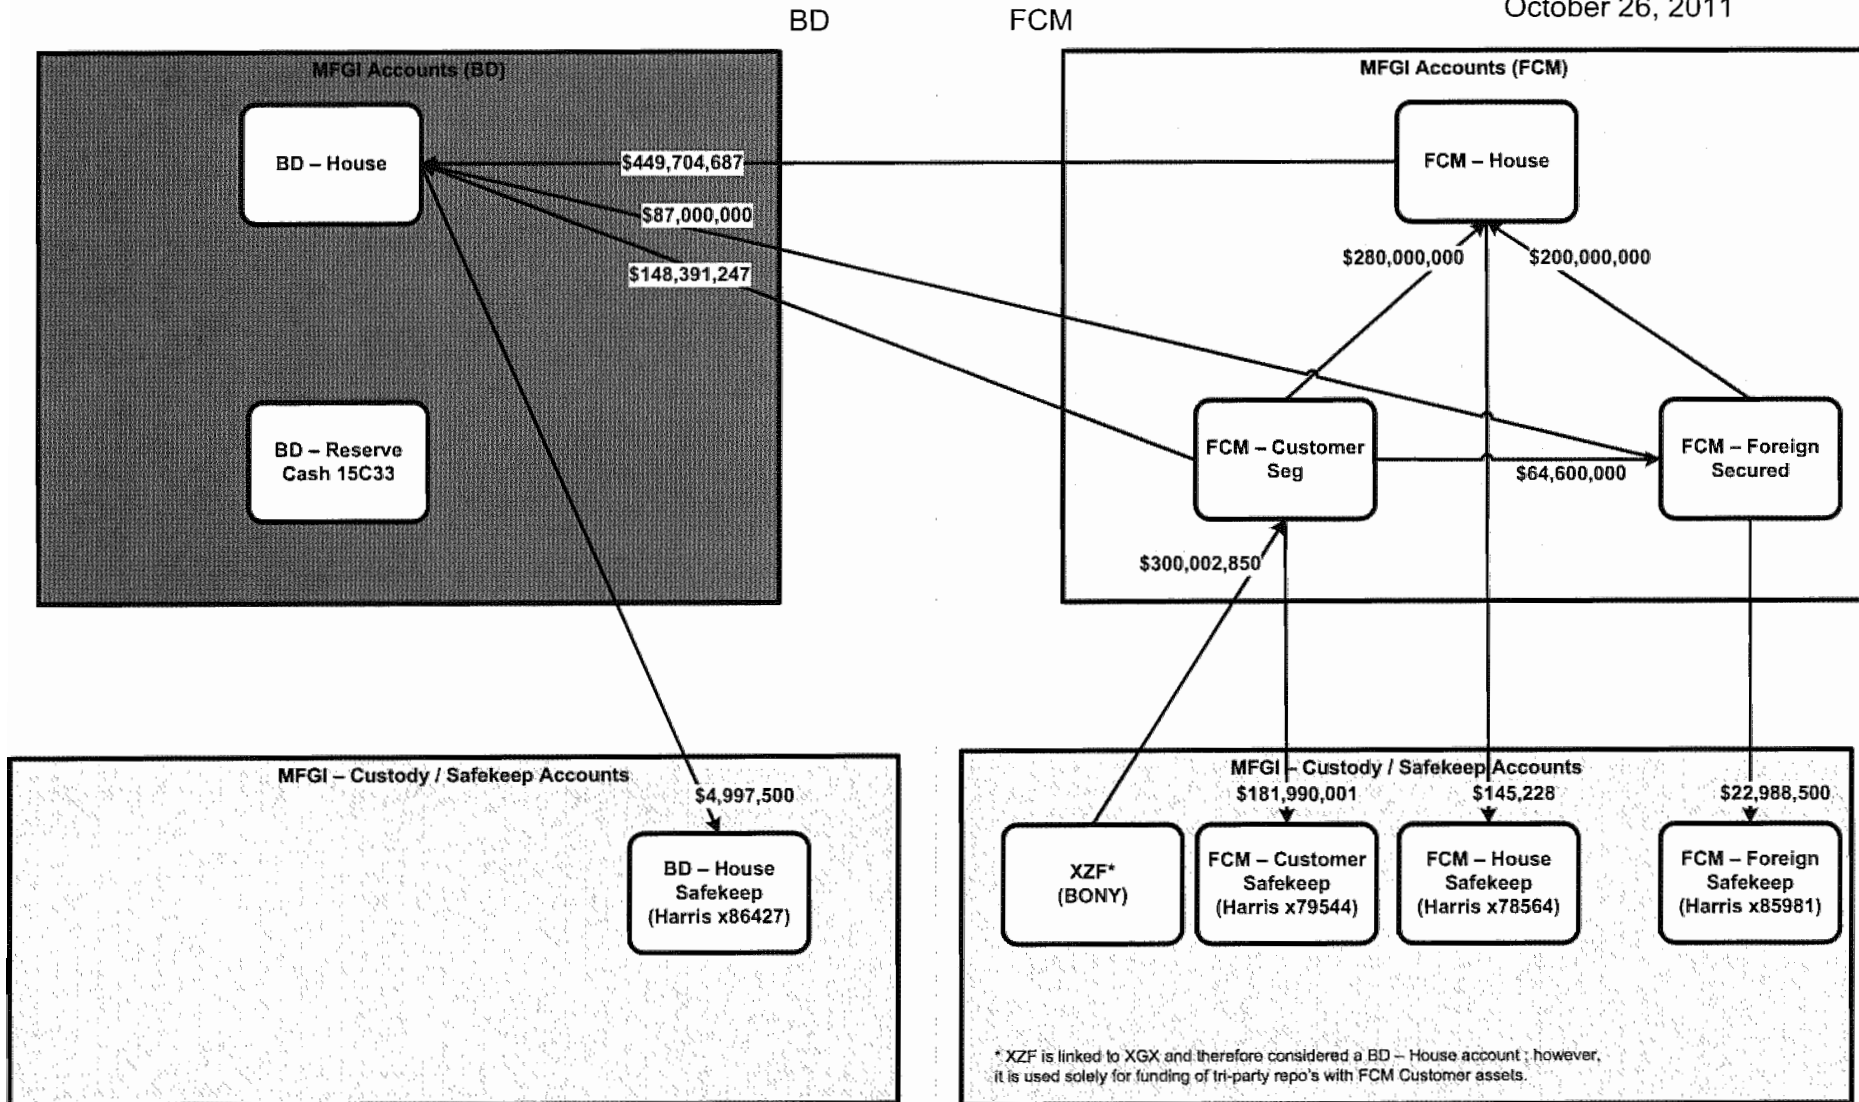 BD
FCM
October 26, 2011
MFGI Accounts (BD)
BD – House
$449,704,687
$87,000,000
$148,391,247
BD – Reserve
Cash 15C33
MFGI Accounts (FCM)
FCM – House
$280,000,000
$200,000,000
FCM – Customer
Seg
$64,600,000
FCM – Foreign
Secured
$300,002,850
MFGI – Custody / Safekeep Accounts
$4,997,500
BD – House
Safekeep
(Harris x86427)
MFGI – Custody / Safekeep Accounts
$181,990,001
$145,228
$22,988,500
XZF*
(BONY)
FCM – Customer
Safekeep
(Harris x79544)
FCM – House
Safekeep
(Harris x78564)
FCM – Foreign
Safekeep
(Harris x85981)
* XZF is linked to XGX and therefore considered a BD – House account ; however,
it is used solely for funding of tri-party repo's with FCM Customer assets.